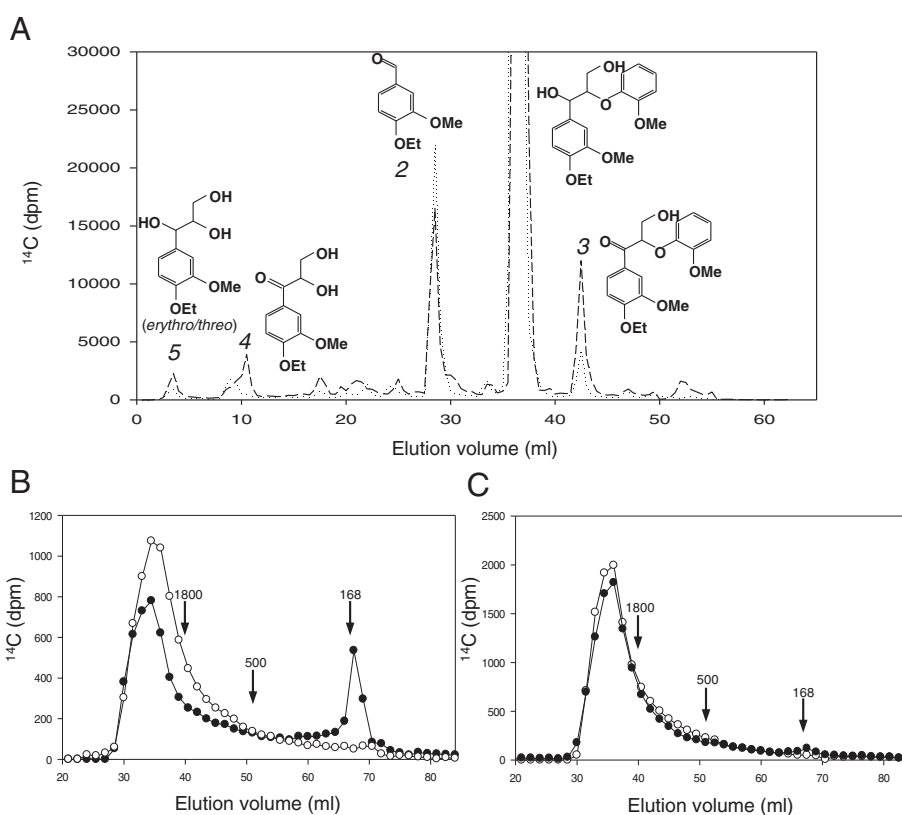 A
30000
25000
20000
15000
10000
5000
0
¹⁴C (dpm)
0 10 20 30 40 50 60
Elution volume (ml)
OH
HO
OH
OMe
OEt
(erythro/threo)
5
OH
O
OH
OMe
OEt
4
O
OMe
OEt
2
OH
HO
O
OMe
OMe
OEt
3
OH
O
O
OMe
OMe
OEt
B
1200
1000
800
600
400
200
0
¹⁴C (dpm)
1800
500
168
20 30 40 50 60 70 80
Elution volume (ml)
C
2500
2000
1500
1000
500
0
¹⁴C (dpm)
1800
500
168
20 30 40 50 60 70 80
Elution volume (ml)